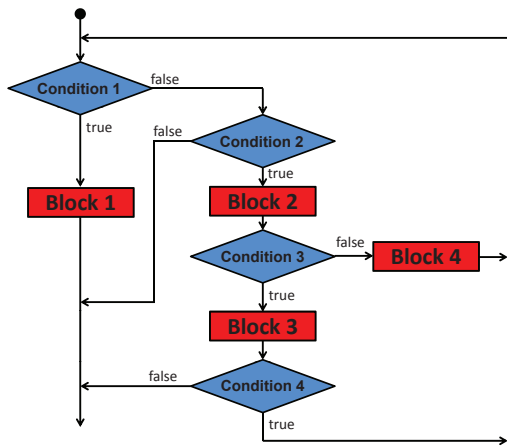 Condition 1
false
true
false
Condition 2
true
Block 1
Block 2
Condition 3
false
Block 4
true
Block 3
false
Condition 4
true